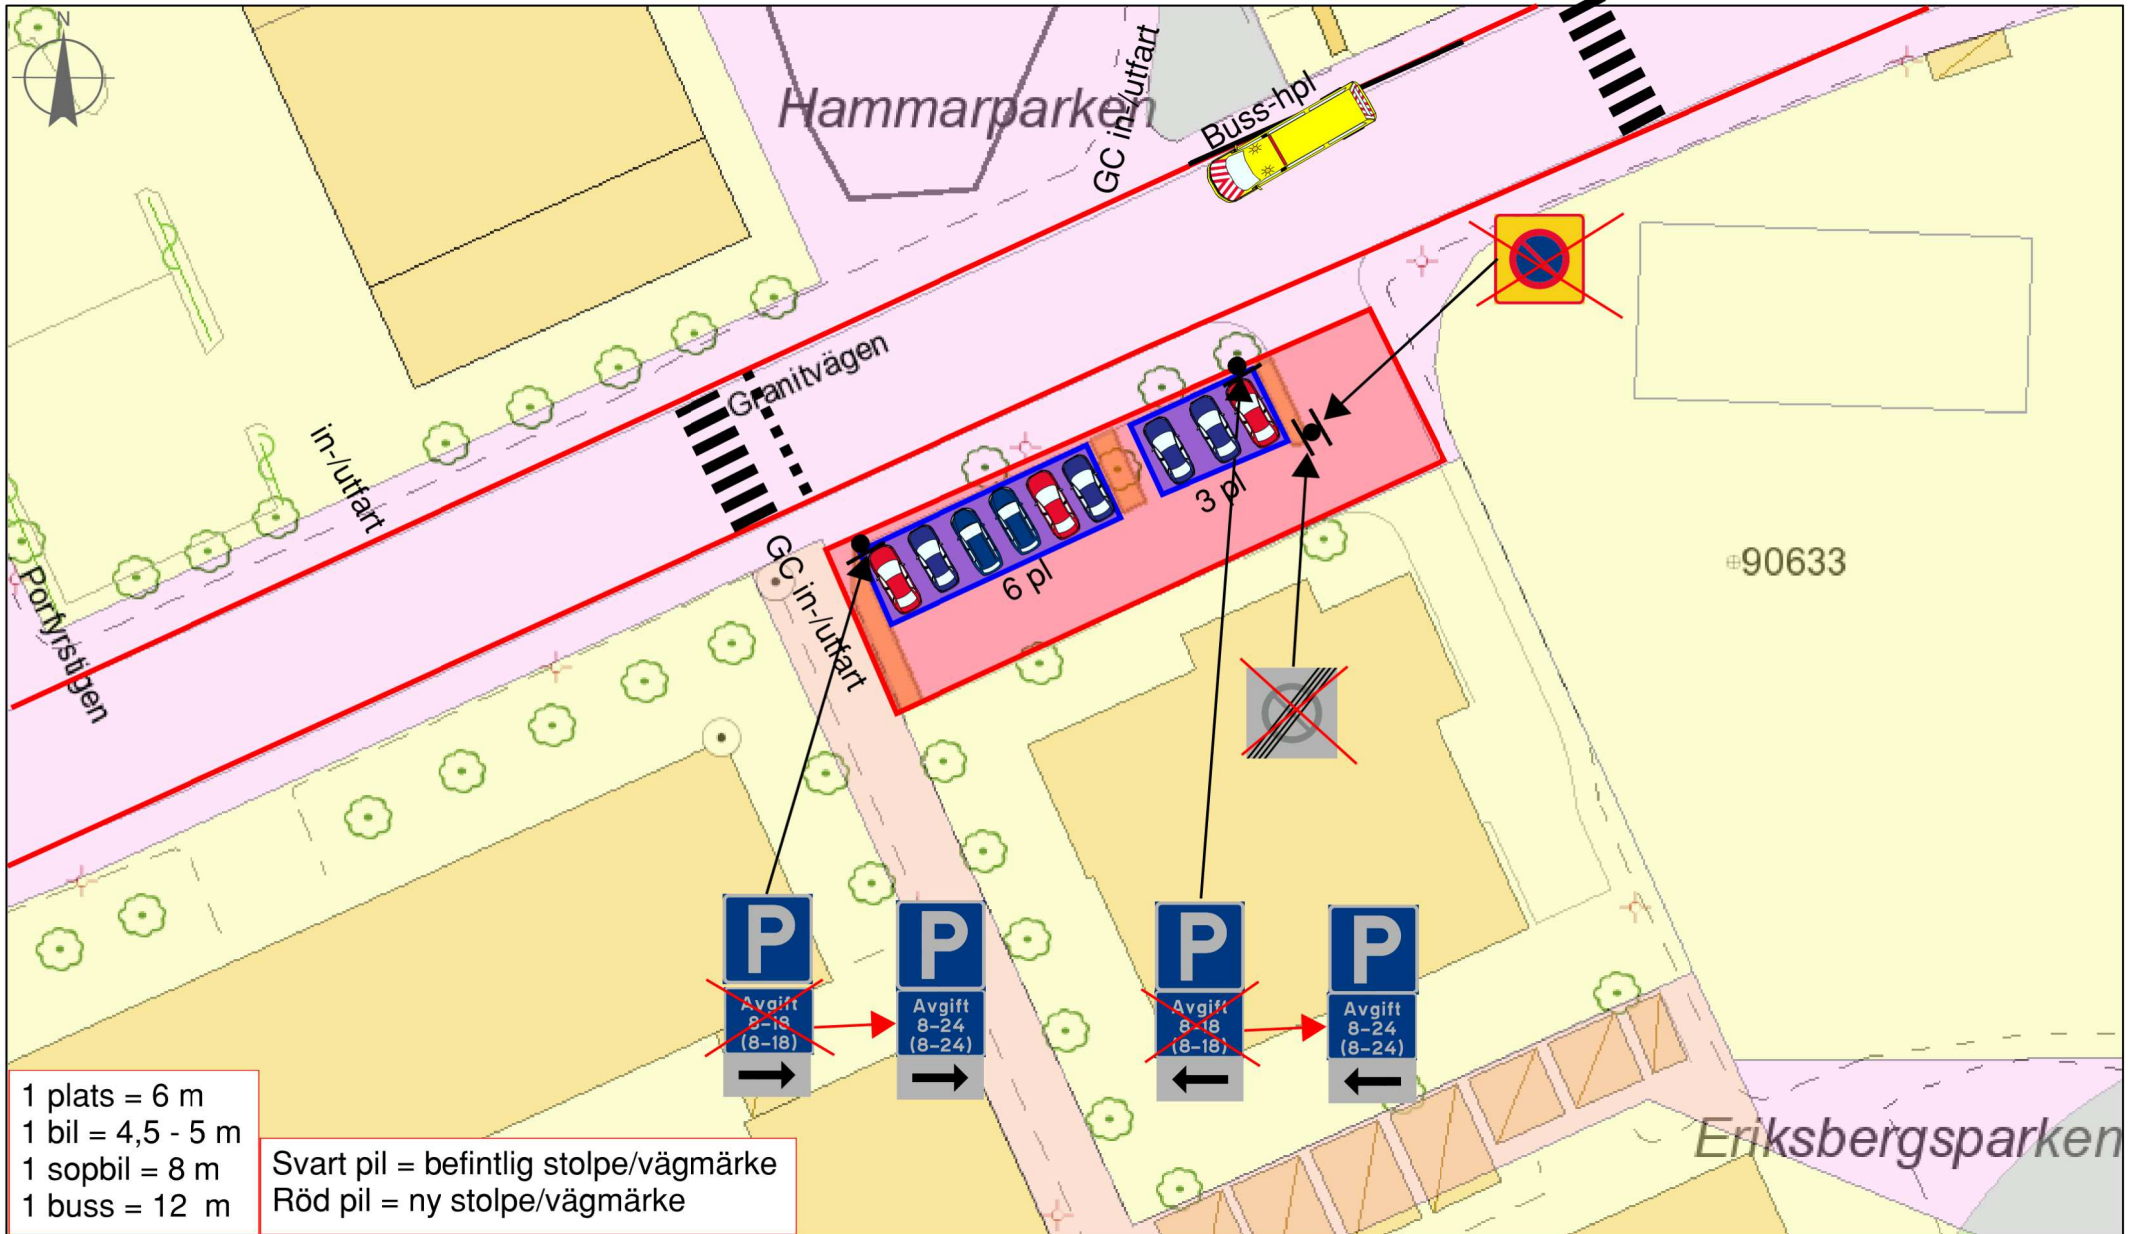 N
Hammarparken
GC in-/utfart
Buss-hpl
Granitvägen
in-/utfart
Porfyrstigen
GC in-/utfart
6 pl
3 pl
90633
P
Avgift
8-18
(8-18)
P
Avgift
8-24
(8-24)
P
Avgift
8-18
(8-18)
P
Avgift
8-24
(8-24)
Eriksbergsparken
1 plats = 6 m
1 bil = 4,5 - 5 m
1 sopbil = 8 m
1 buss = 12 m
Svart pil = befintlig stolpe/vägmärke
Röd pil = ny stolpe/vägmärke